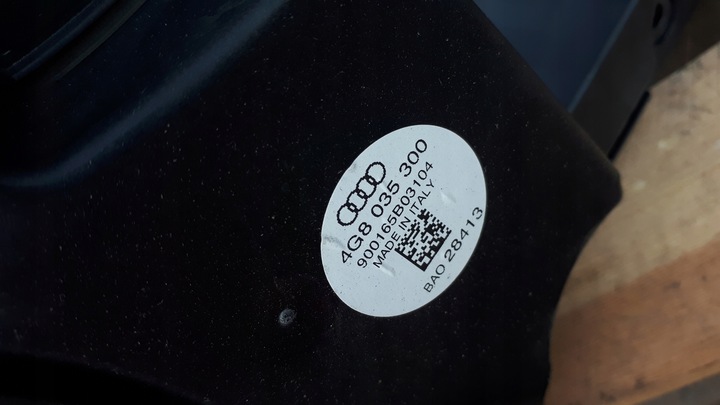 4G8 035 300
900165B03104
MADE IN ITALY
BAO 28413